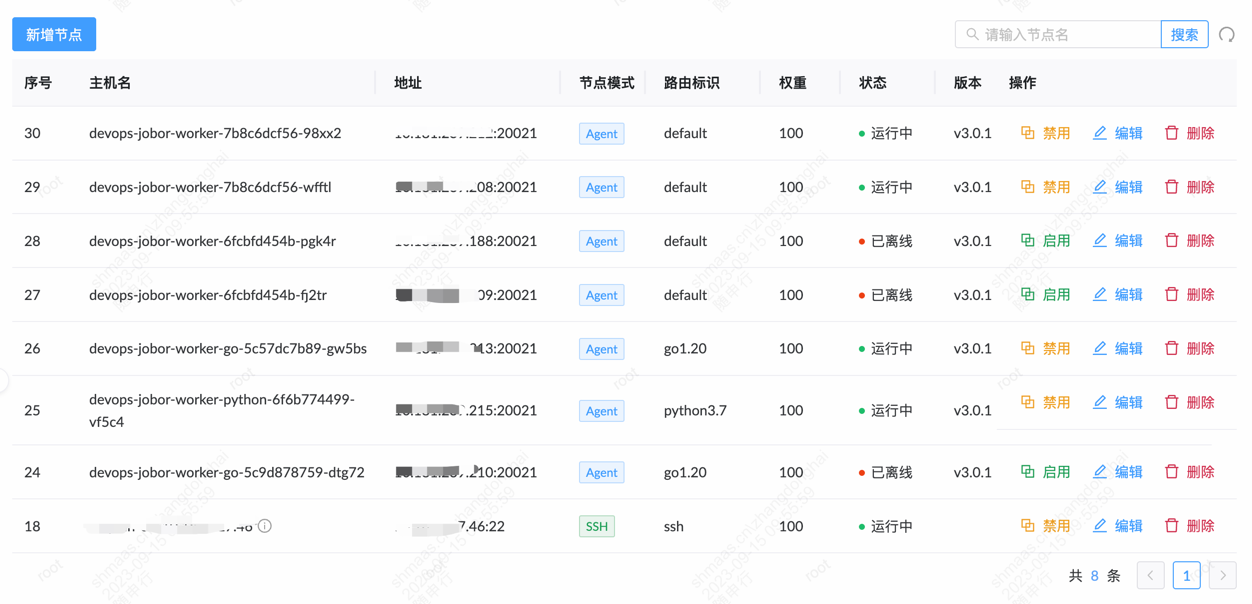 新增节点
请输入节点名 搜索
序号 主机名 地址 节点模式 路由标识 权重 状态 版本 操作
30 devops-jobor-worker-7b8c6dcf56-98xx2 :20021 Agent default 100 运行中 v3.0.1 禁用 编辑 删除
29 devops-jobor-worker-7b8c6dcf56-wfftl 208:20021 Agent default 100 运行中 v3.0.1 禁用 编辑 删除
28 devops-jobor-worker-6fcbfd454b-pgk4r .188:20021 Agent default 100 已离线 v3.0.1 启用 编辑 删除
27 devops-jobor-worker-6fcbfd454b-fj2tr 09:20021 Agent default 100 已离线 v3.0.1 启用 编辑 删除
26 devops-jobor-worker-go-5c57dc7b89-gw5bs 13:20021 Agent go1.20 100 运行中 v3.0.1 禁用 编辑 删除
25 devops-jobor-worker-python-6f6b774499-
vf5c4 .215:20021 Agent python3.7 100 运行中 v3.0.1 禁用 编辑 删除
24 devops-jobor-worker-go-5c9d878759-dtg72 10:20021 Agent go1.20 100 已离线 v3.0.1 启用 编辑 删除
18 7.46:22 SSH ssh 100 运行中 禁用 编辑 删除
共 8 条 1